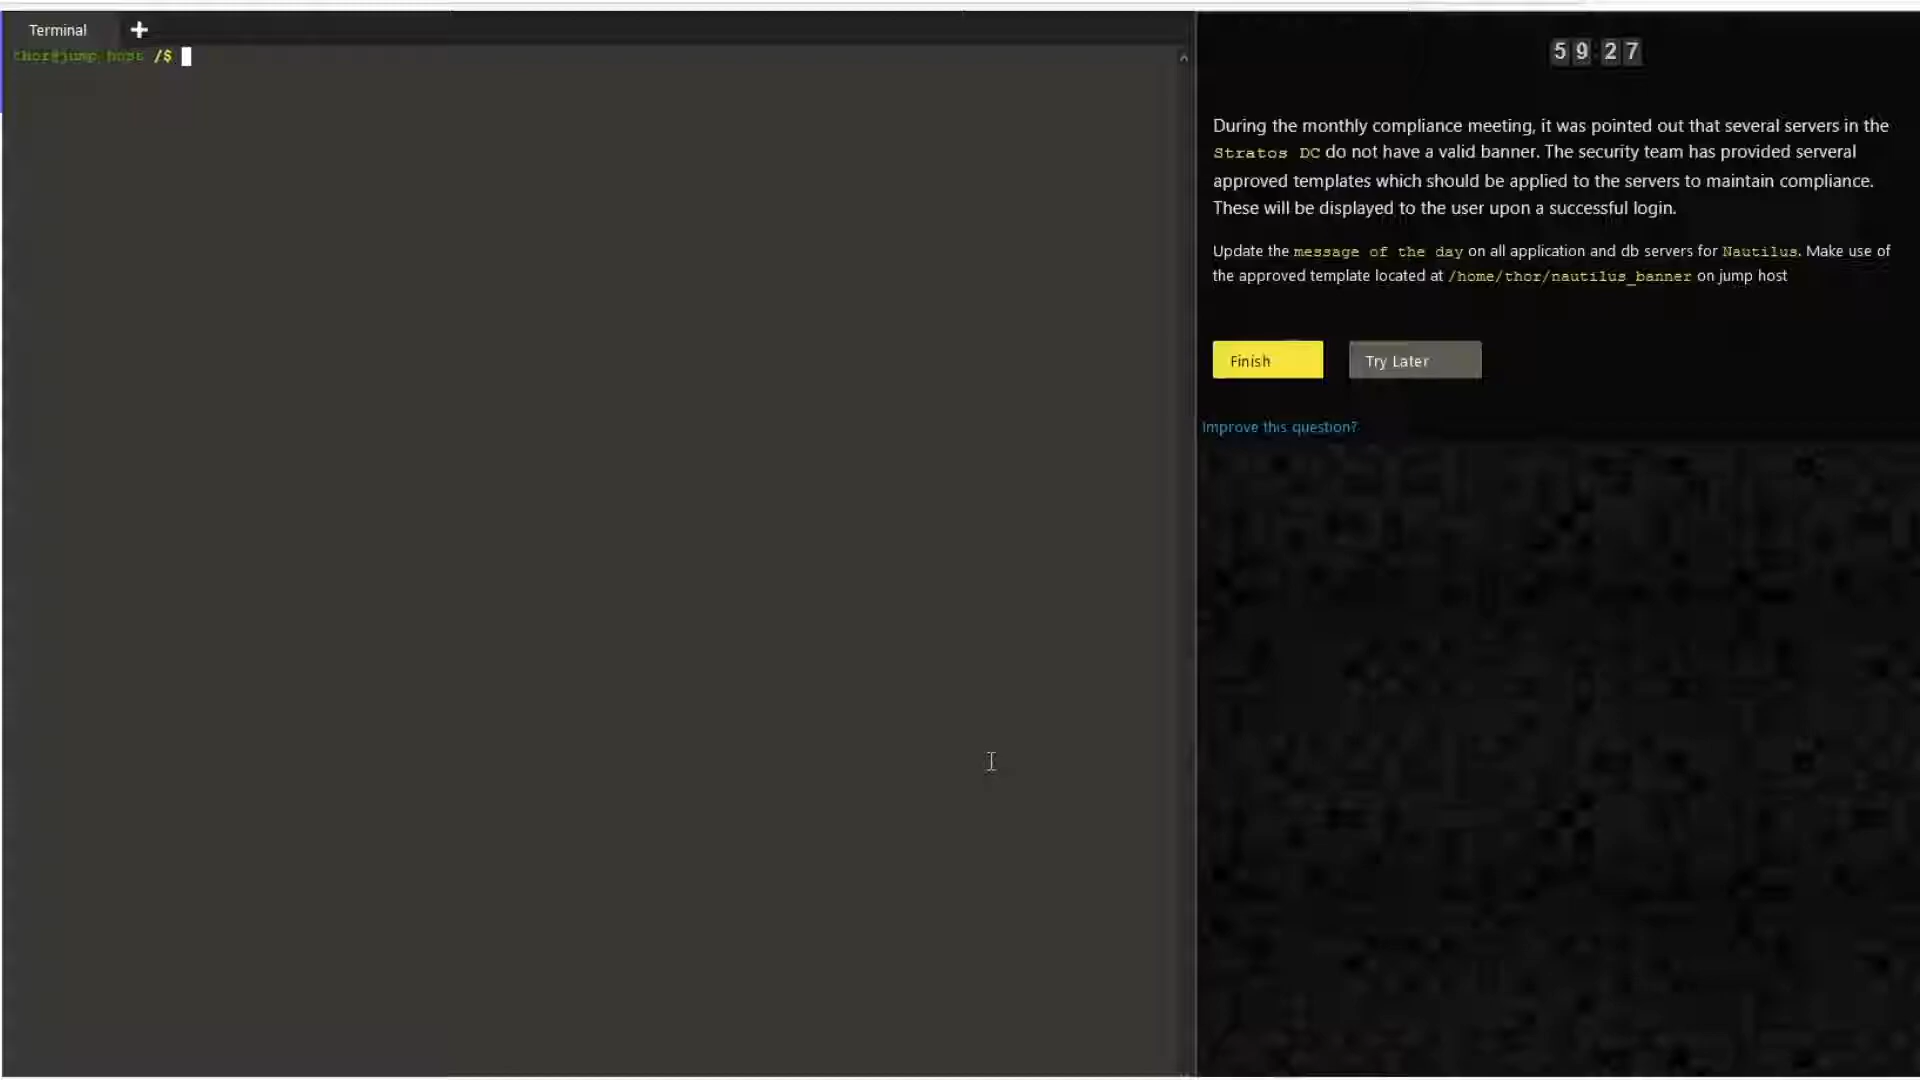 Terminal
thor@jump_host /$
59 27
During the monthly compliance meeting, it was pointed out that several servers in the
Stratos DC do not have a valid banner. The security team has provided serveral
approved templates which should be applied to the servers to maintain compliance.
These will be displayed to the user upon a successful login.
Update the message of the day on all application and db servers for Nautilus. Make use of
the approved template located at /home/thor/nautilus_banner on jump host
Finish
Try Later
Improve this question?